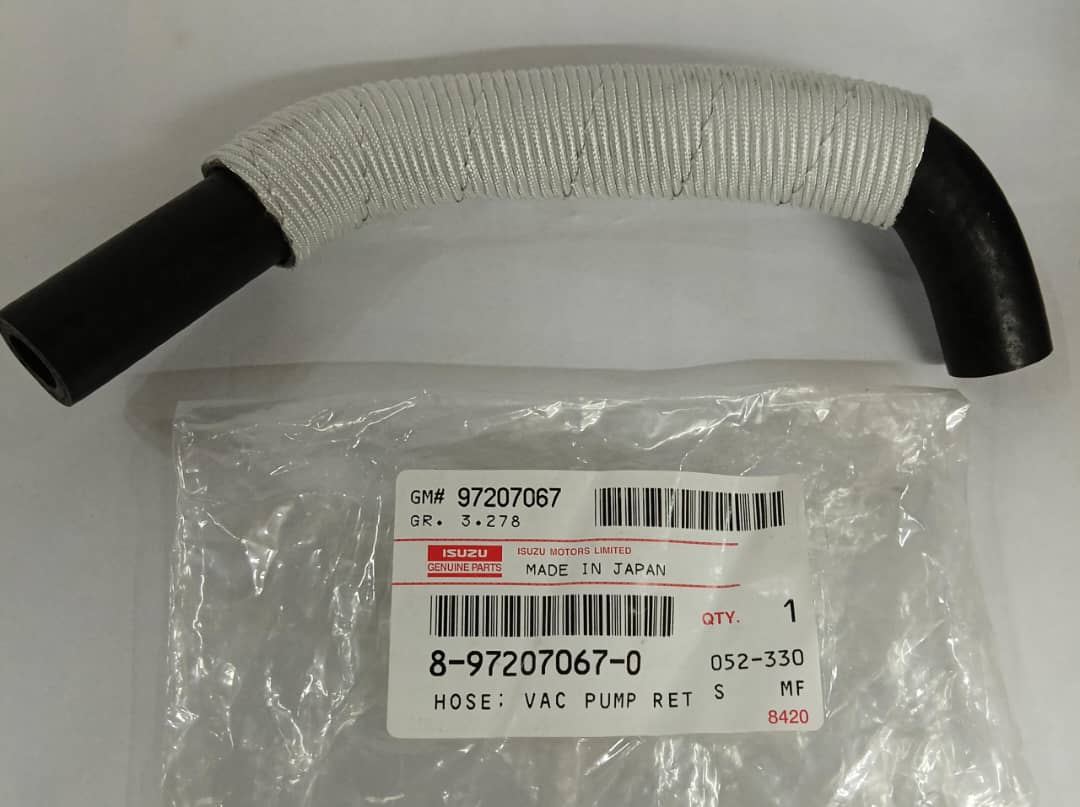 GM# 97207067
GR. 3.278
ISUZU
GENUINE PARTS
ISUZU MOTORS LIMITED
MADE IN JAPAN
QTY. 1
8-97207067-0 052-330
HOSE; VAC PUMP RET S MF
8420